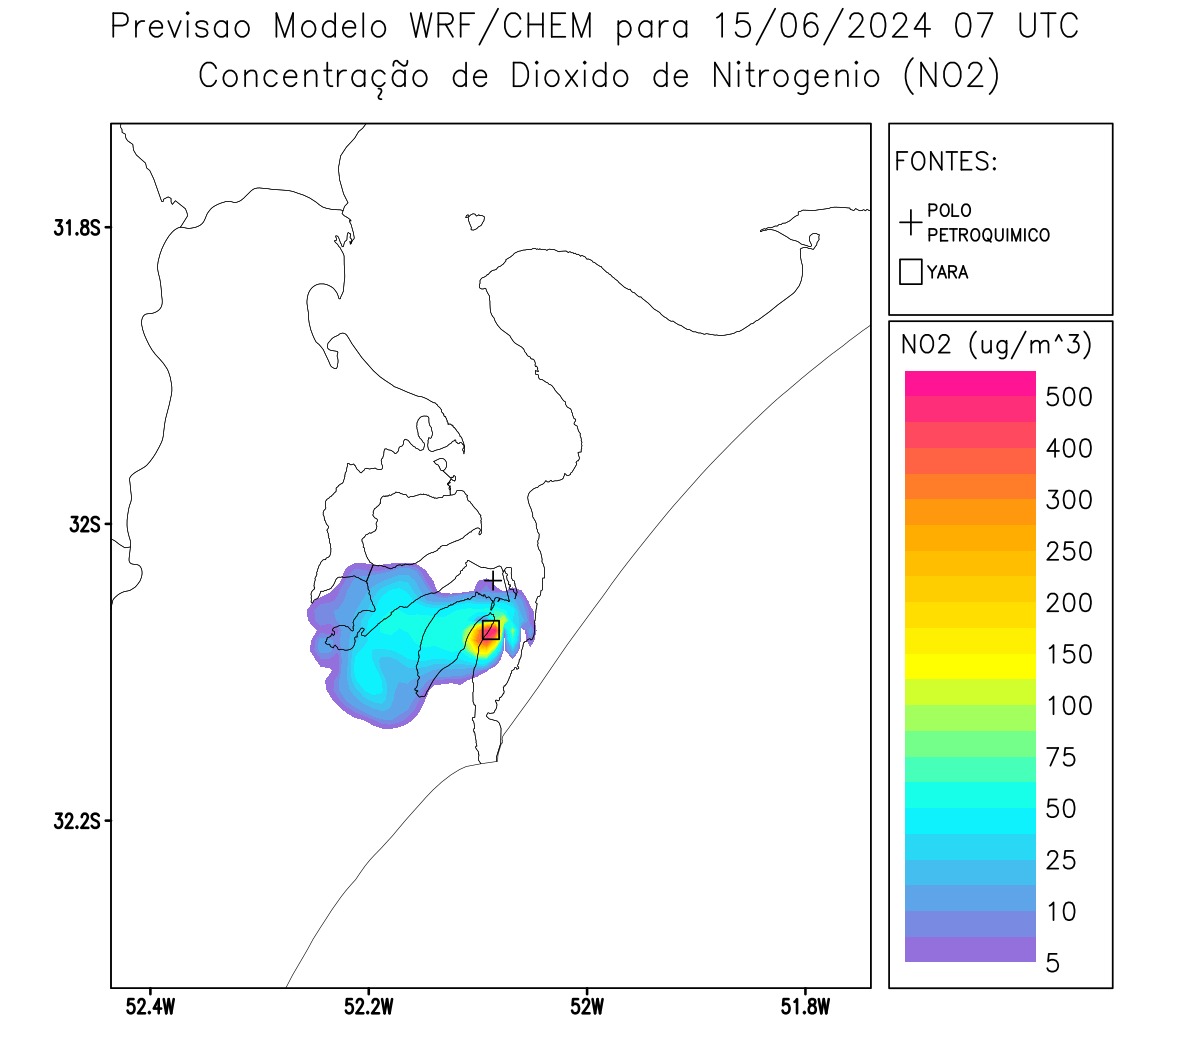 Previsao Modelo WRF/CHEM para 15/06/2024 07 UTC
Concentração de Dioxido de Nitrogenio (NO2)
FONTES:
POLO
PETROQUIMICO
YARA
NO2 (ug/m^3)
500
400
300
250
200
150
100
75
50
25
10
5
31.8S
32S
32.2S
52.4W
52.2W
52W
51.8W